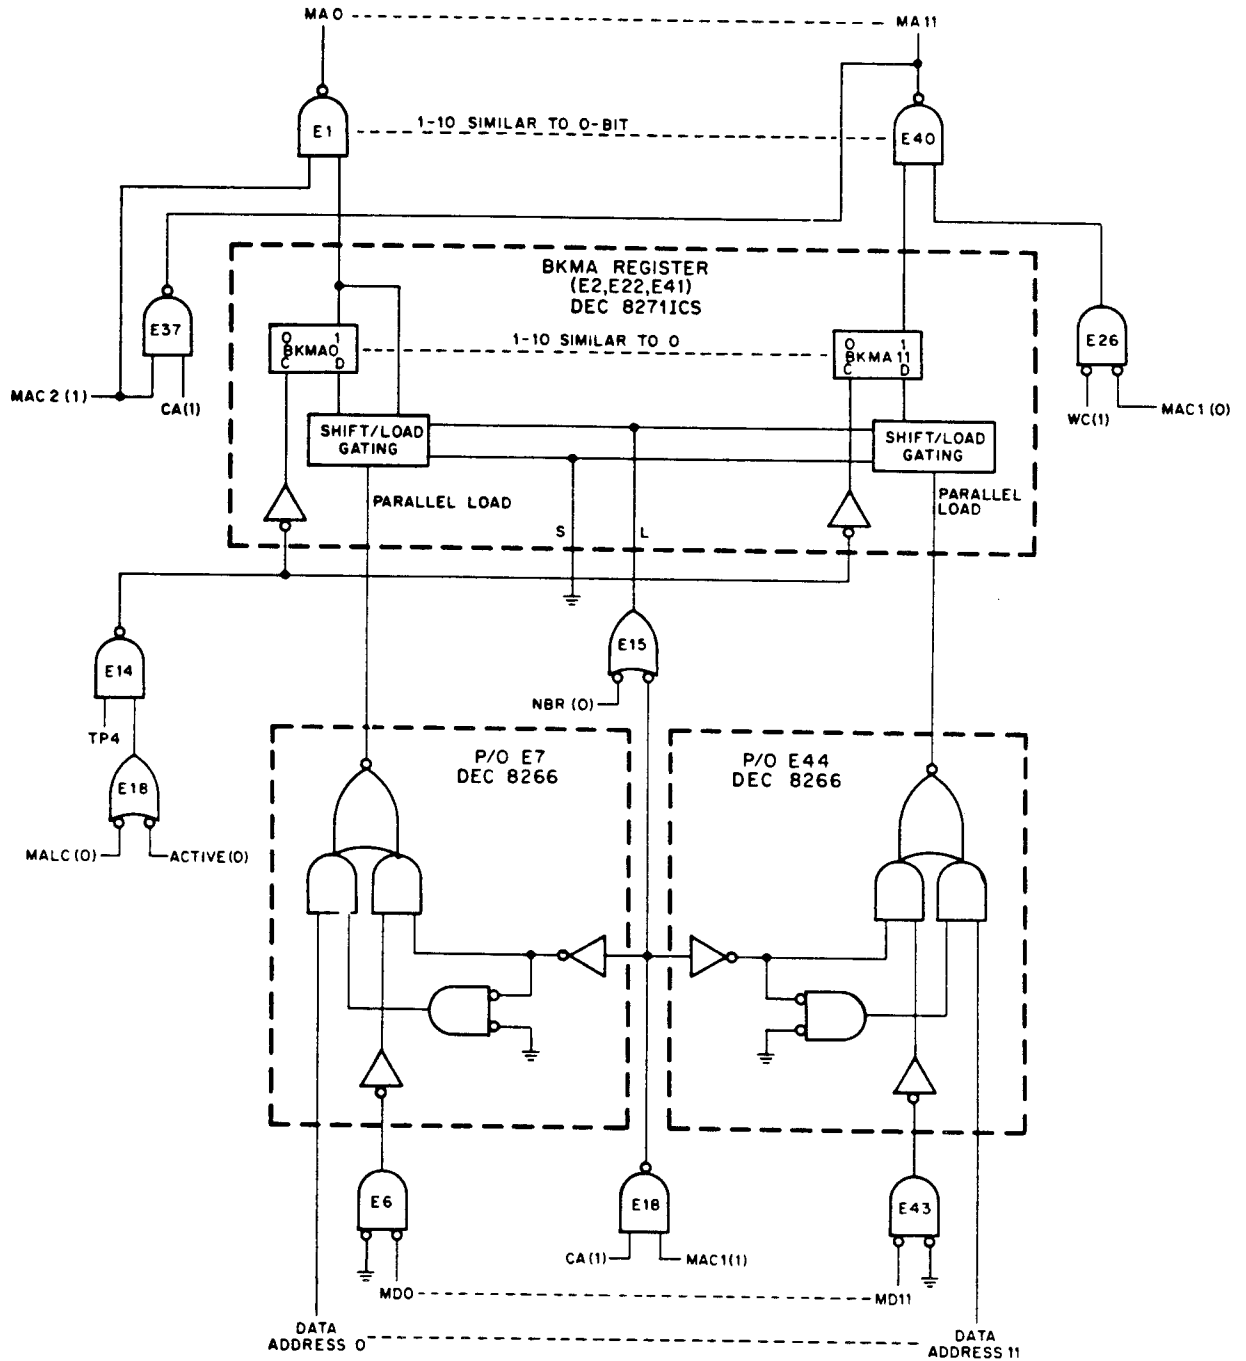 MA0
MA11
E1
1-10 SIMILAR TO 0-BIT
E40
BKMA REGISTER
(E2,E22,E41)
DEC 8271ICS
E37
E26
0 1
BKMA0
C D
1-10 SIMILAR TO 0
0 1
BKMA11
C D
MAC2(1)
CA(1)
WC(1)
MAC1(0)
SHIFT/LOAD
GATING
SHIFT/LOAD
GATING
PARALLEL LOAD
PARALLEL
LOAD
S
L
E14
E15
NBR(0)
TP4
E18
MALC(0)
ACTIVE(0)
P/O E7
DEC 8266
P/O E44
DEC 8266
E6
E18
E43
CA(1)
MAC1(1)
MD0
MD11
DATA
ADDRESS 0
DATA
ADDRESS 11